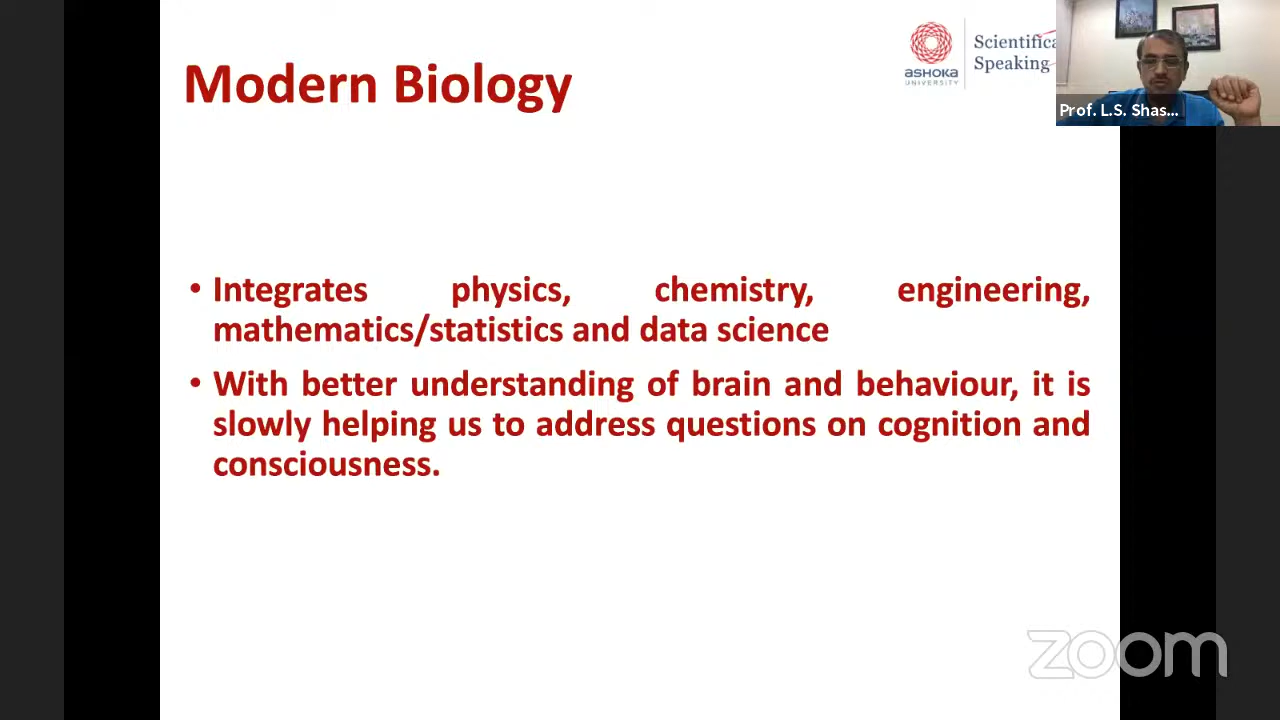 Modern Biology
ASHOKA
UNIVERSITY
Speaking
Prof. L.S. Shas...
• Integrates physics, chemistry, engineering,
mathematics/statistics and data science
• With better understanding of brain and behaviour, it is
slowly helping us to address questions on cognition and
consciousness.
zoom